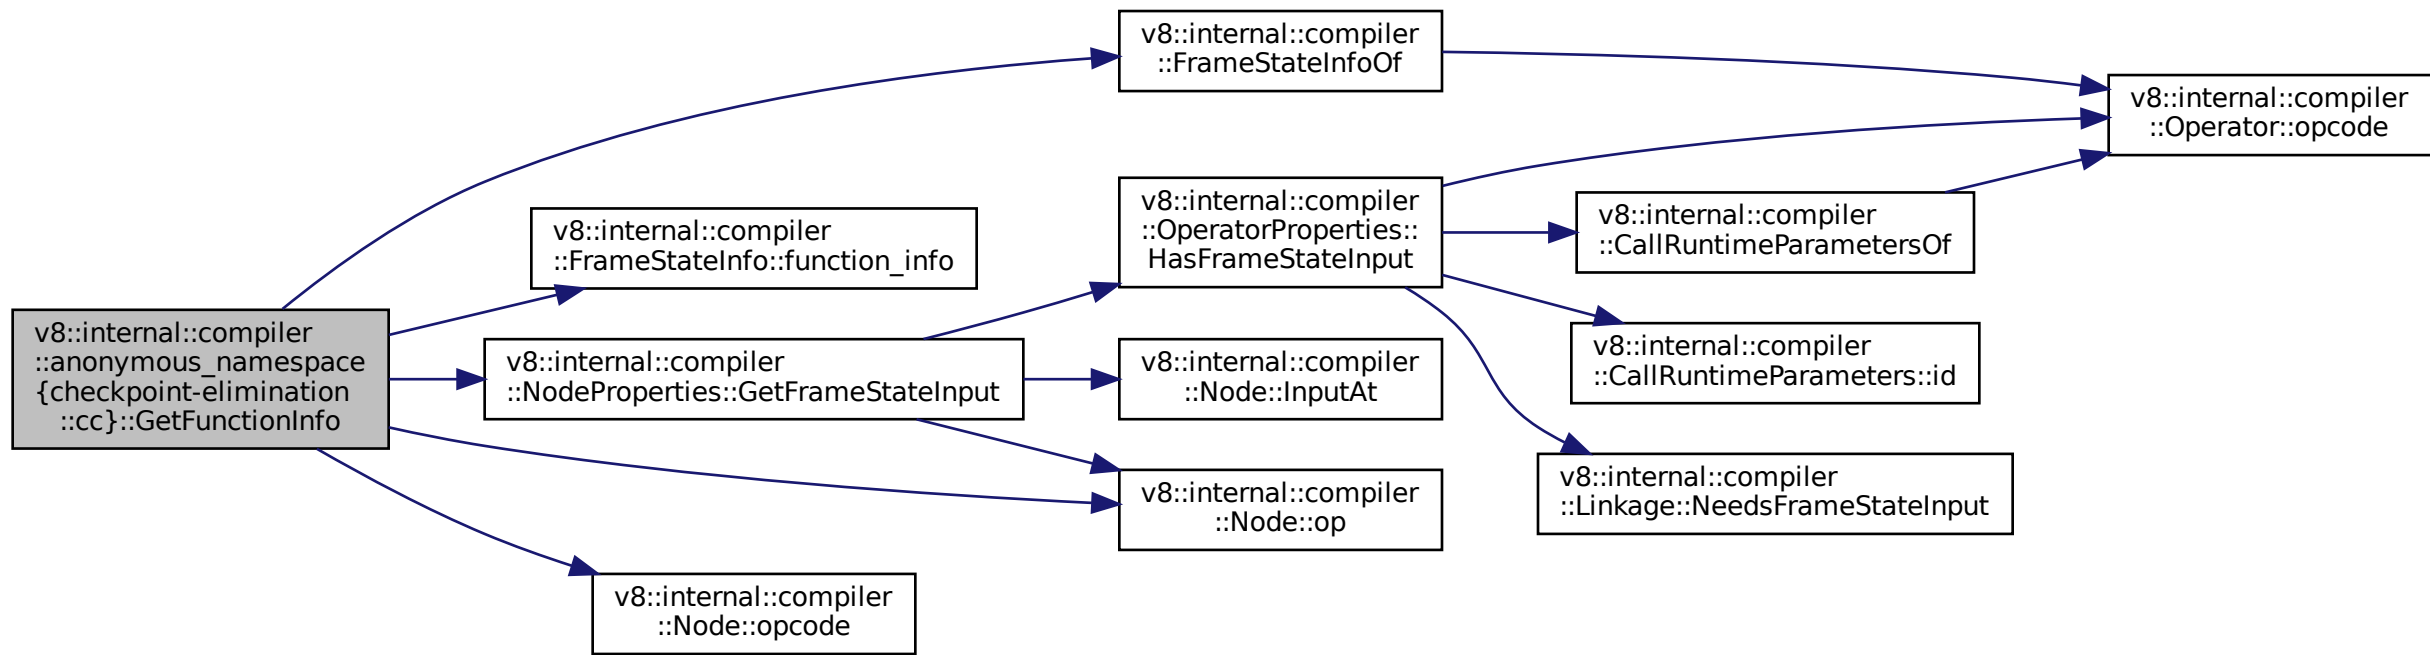 v8::internal::compiler
::anonymous_namespace
{checkpoint-elimination
::cc}::GetFunctionInfo
v8::internal::compiler
::FrameStateInfoOf
v8::internal::compiler
::FrameStateInfo::function_info
v8::internal::compiler
::NodeProperties::GetFrameStateInput
v8::internal::compiler
::Node::opcode
v8::internal::compiler
::OperatorProperties::
HasFrameStateInput
v8::internal::compiler
::Node::InputAt
v8::internal::compiler
::Node::op
v8::internal::compiler
::Operator::opcode
v8::internal::compiler
::CallRuntimeParametersOf
v8::internal::compiler
::CallRuntimeParameters::id
v8::internal::compiler
::Linkage::NeedsFrameStateInput